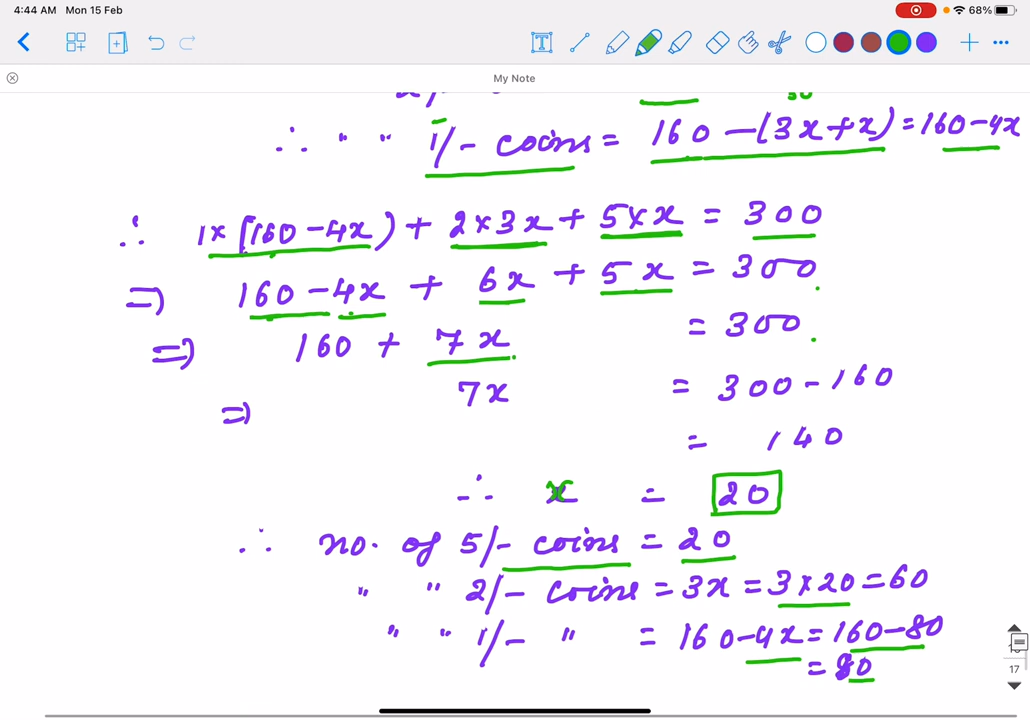 4:44 AM Mon 15 Feb 68%
My Note
∴ " " 1/- coins = 160 - (3x + x) = 160 - 4x
∴ 1 × (160 - 4x) + 2 × 3x + 5 × x = 300
⇒ 160 - 4x + 6x + 5x = 300
⇒ 160 + 7x = 300
⇒ 7x = 300 - 160
= 140
∴ x = 20
∴ no. of 5/- coins = 20
" " 2/- coins = 3x = 3 × 20 = 60
" " 1/- " = 160 - 4x = 160 - 80
= 80
17